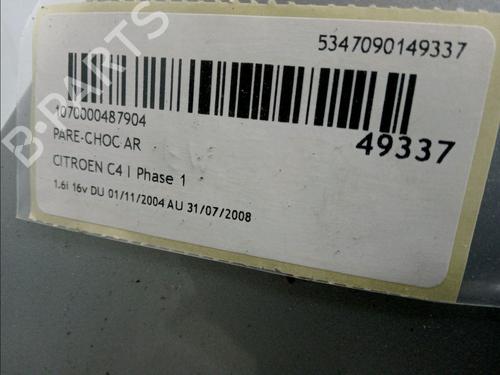 5347090149337
1070000487904
PARE-CHOC AR
49337
CITROEN C4 I Phase 1
1.6i 16v DU 01/11/2004 AU 31/07/2008
B-PARTS